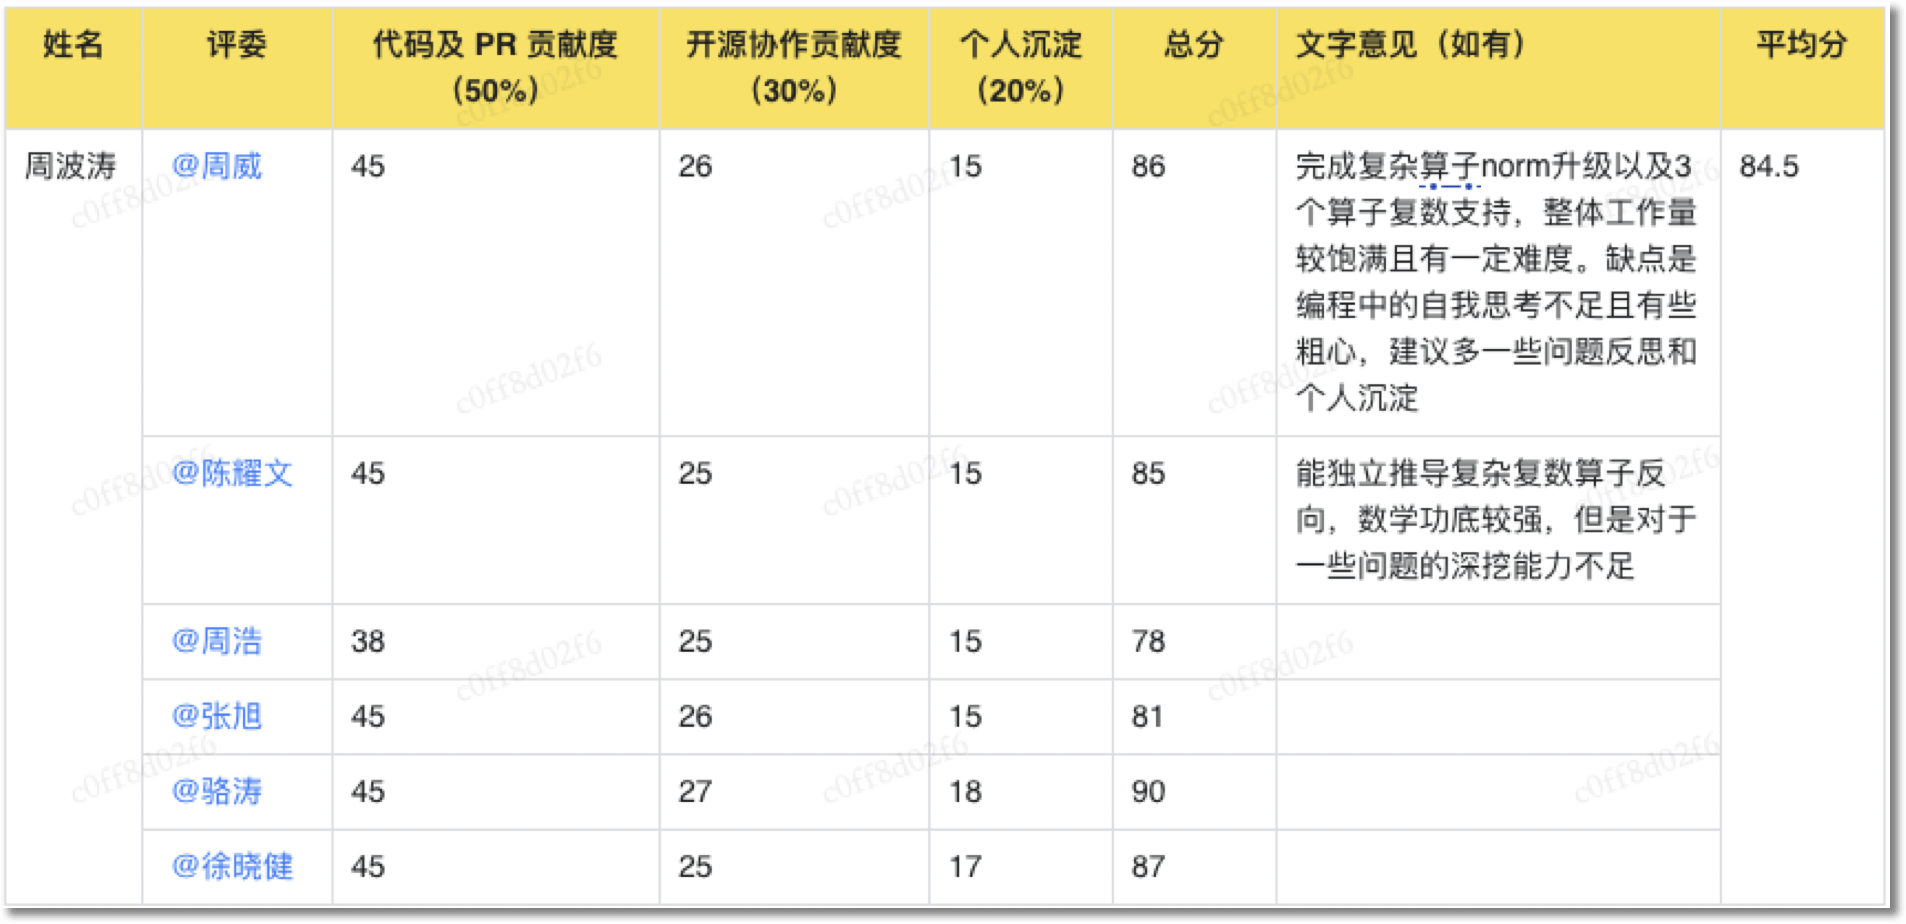 姓名 评委 代码及 PR 贡献度 开源协作贡献度 个人沉淀 总分 文字意见（如有） 平均分
（50%） （30%） （20%）
周波涛 @周威 45 26 15 86 完成复杂算子norm升级以及3 84.5
个算子复数支持，整体工作量
较饱满且有一定难度。缺点是
编程中的自我思考不足且有些
粗心，建议多一些问题反思和
个人沉淀
@陈耀文 45 25 15 85 能独立推导复杂复数算子反
向，数学功底较强，但是对于
一些问题的深挖能力不足
@周浩 38 25 15 78
@张旭 45 26 15 81
@骆涛 45 27 18 90
@徐晓健 45 25 17 87
c0ff8d02f6